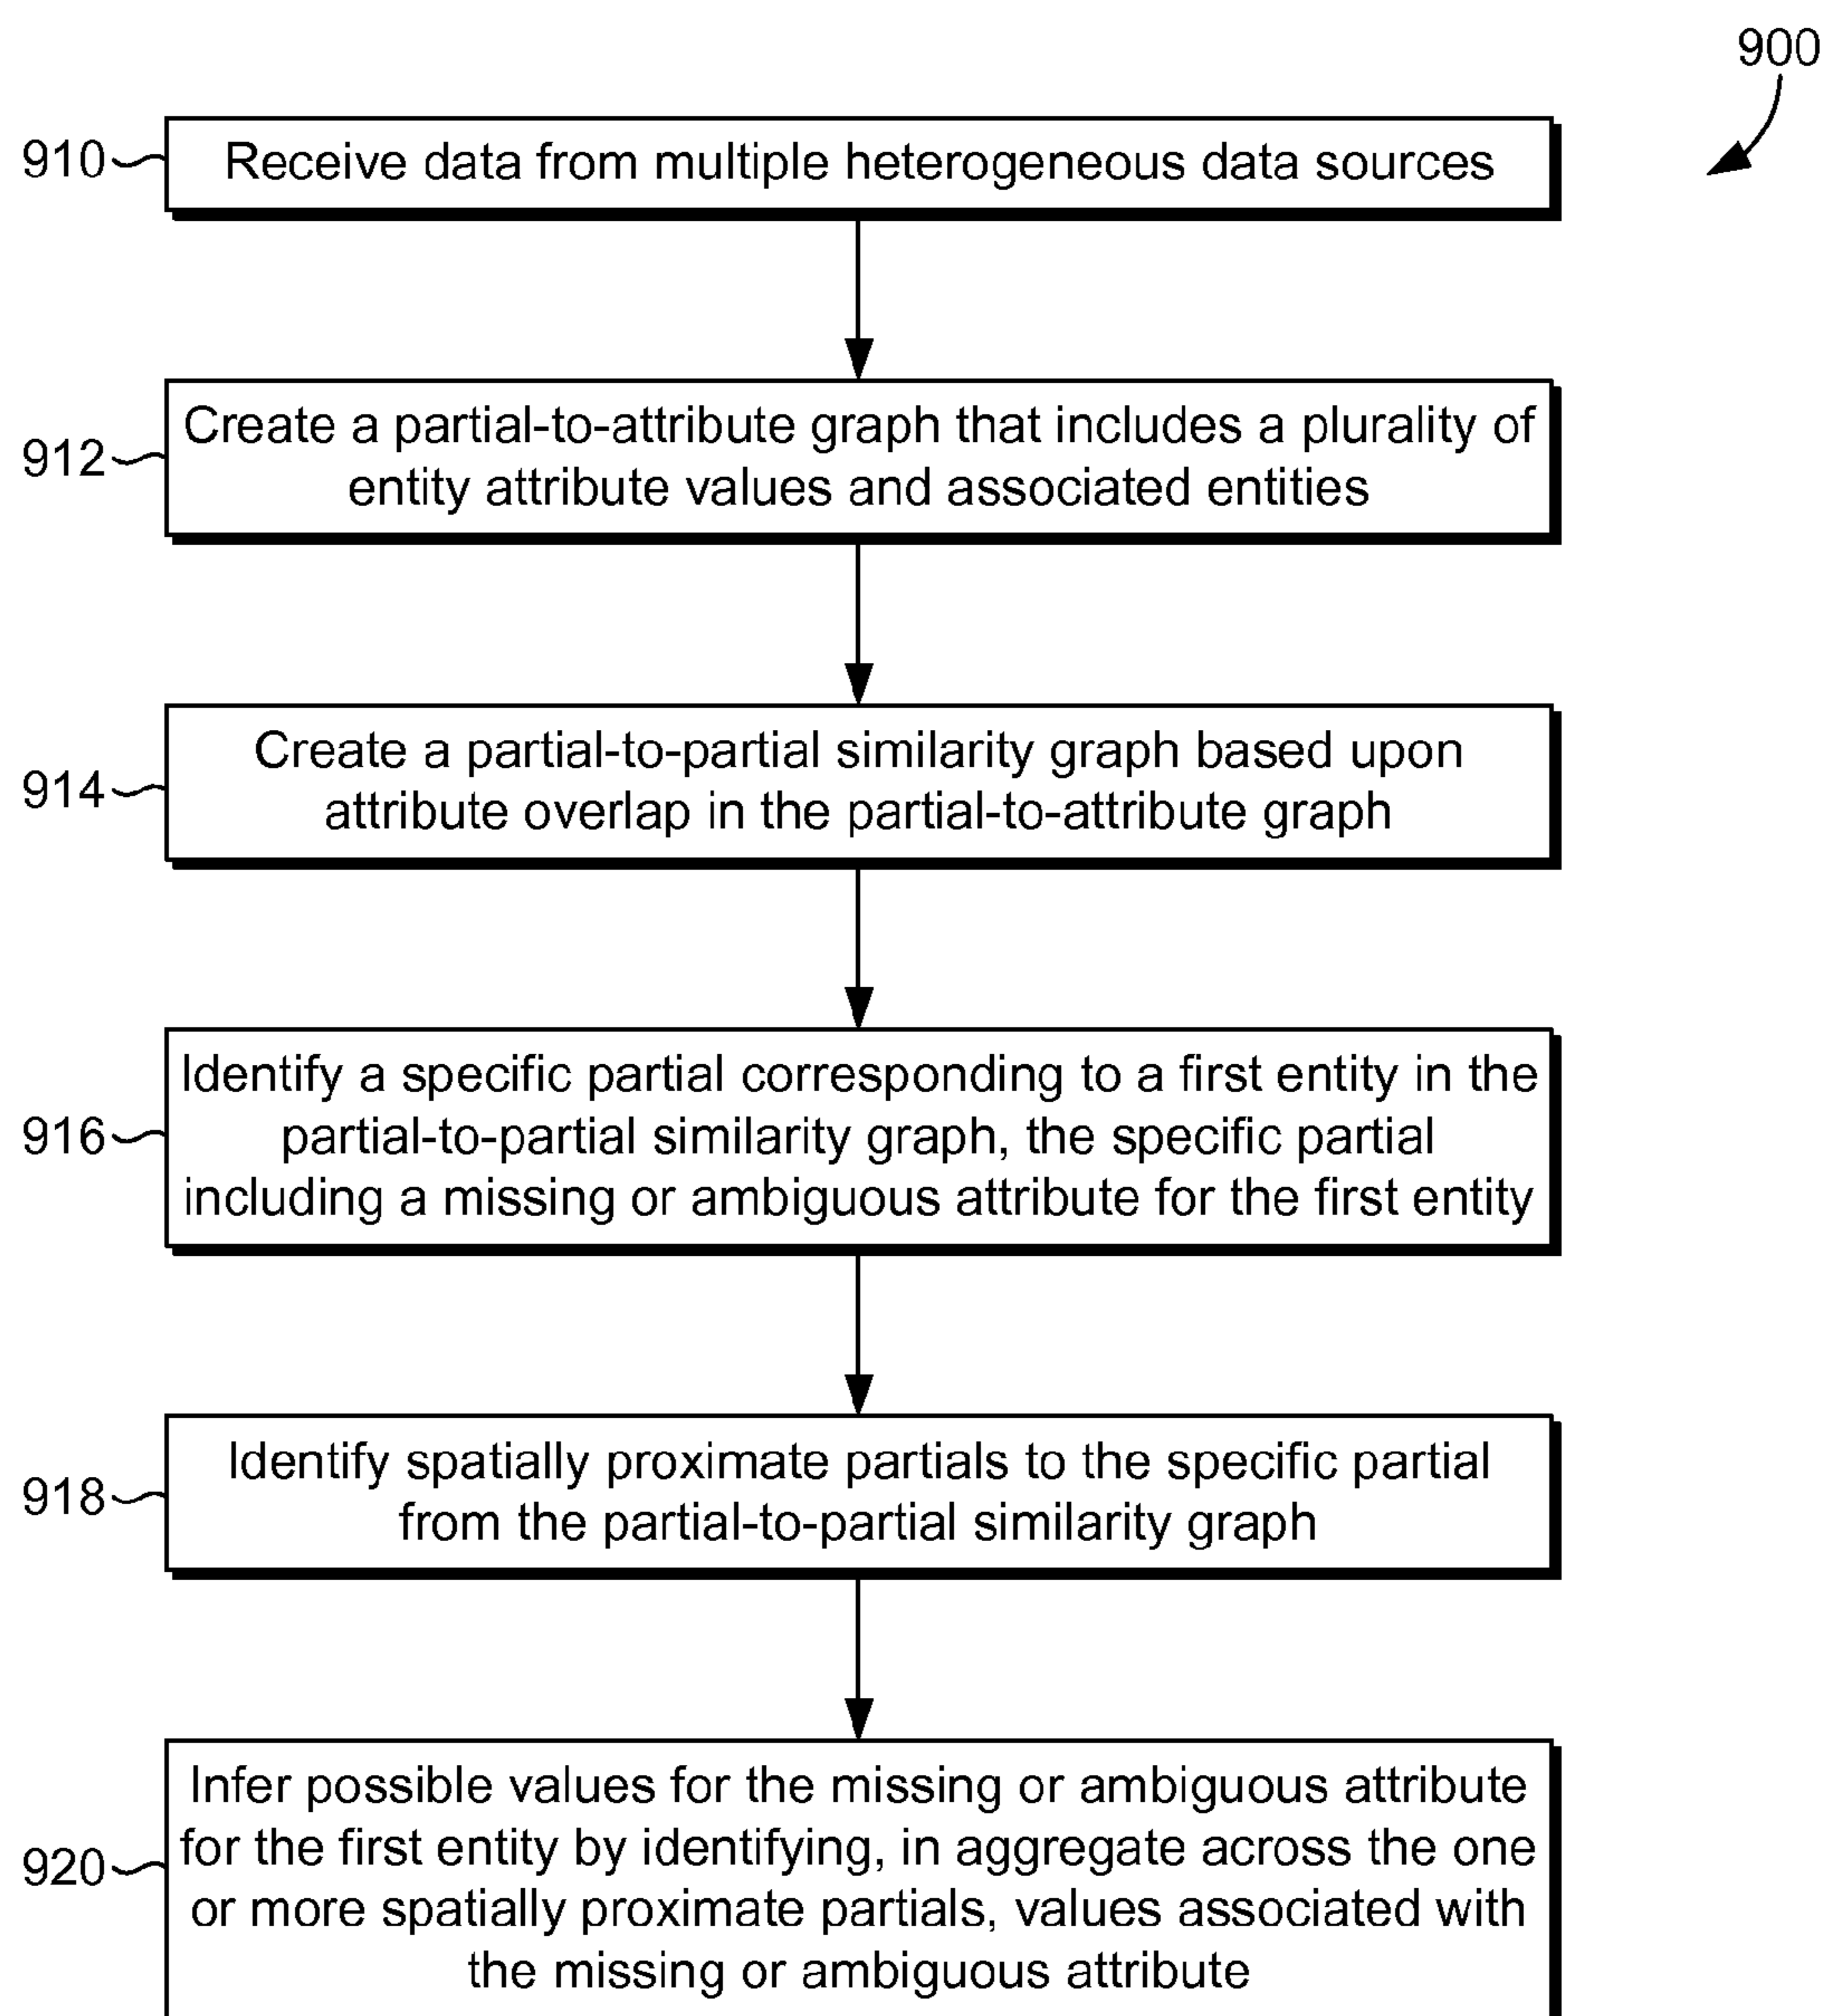 900
910
Receive data from multiple heterogeneous data sources
912
Create a partial-to-attribute graph that includes a plurality of
entity attribute values and associated entities
914
Create a partial-to-partial similarity graph based upon
attribute overlap in the partial-to-attribute graph
916
Identify a specific partial corresponding to a first entity in the
partial-to-partial similarity graph, the specific partial
including a missing or ambiguous attribute for the first entity
918
Identify spatially proximate partials to the specific partial
from the partial-to-partial similarity graph
920
Infer possible values for the missing or ambiguous attribute
for the first entity by identifying, in aggregate across the one
or more spatially proximate partials, values associated with
the missing or ambiguous attribute